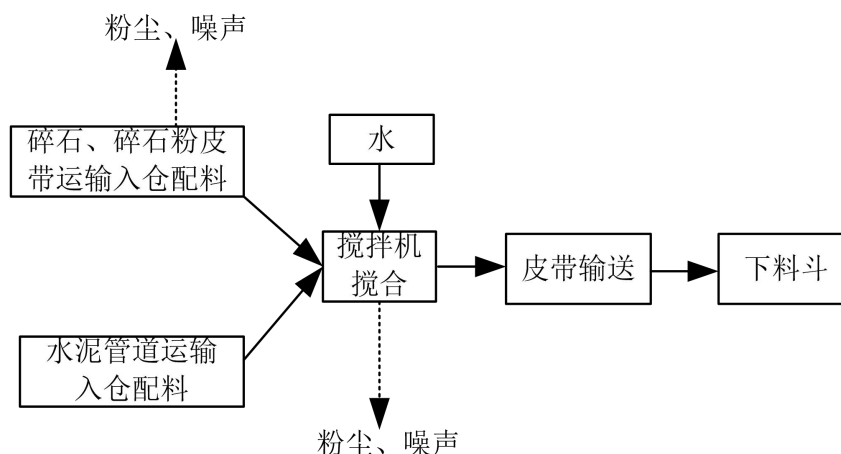 粉尘、噪声
碎石、碎石粉皮
带运输入仓配料
水
搅拌机
搅合
皮带输送
下料斗
水泥管道运输
入仓配料
粉尘、噪声